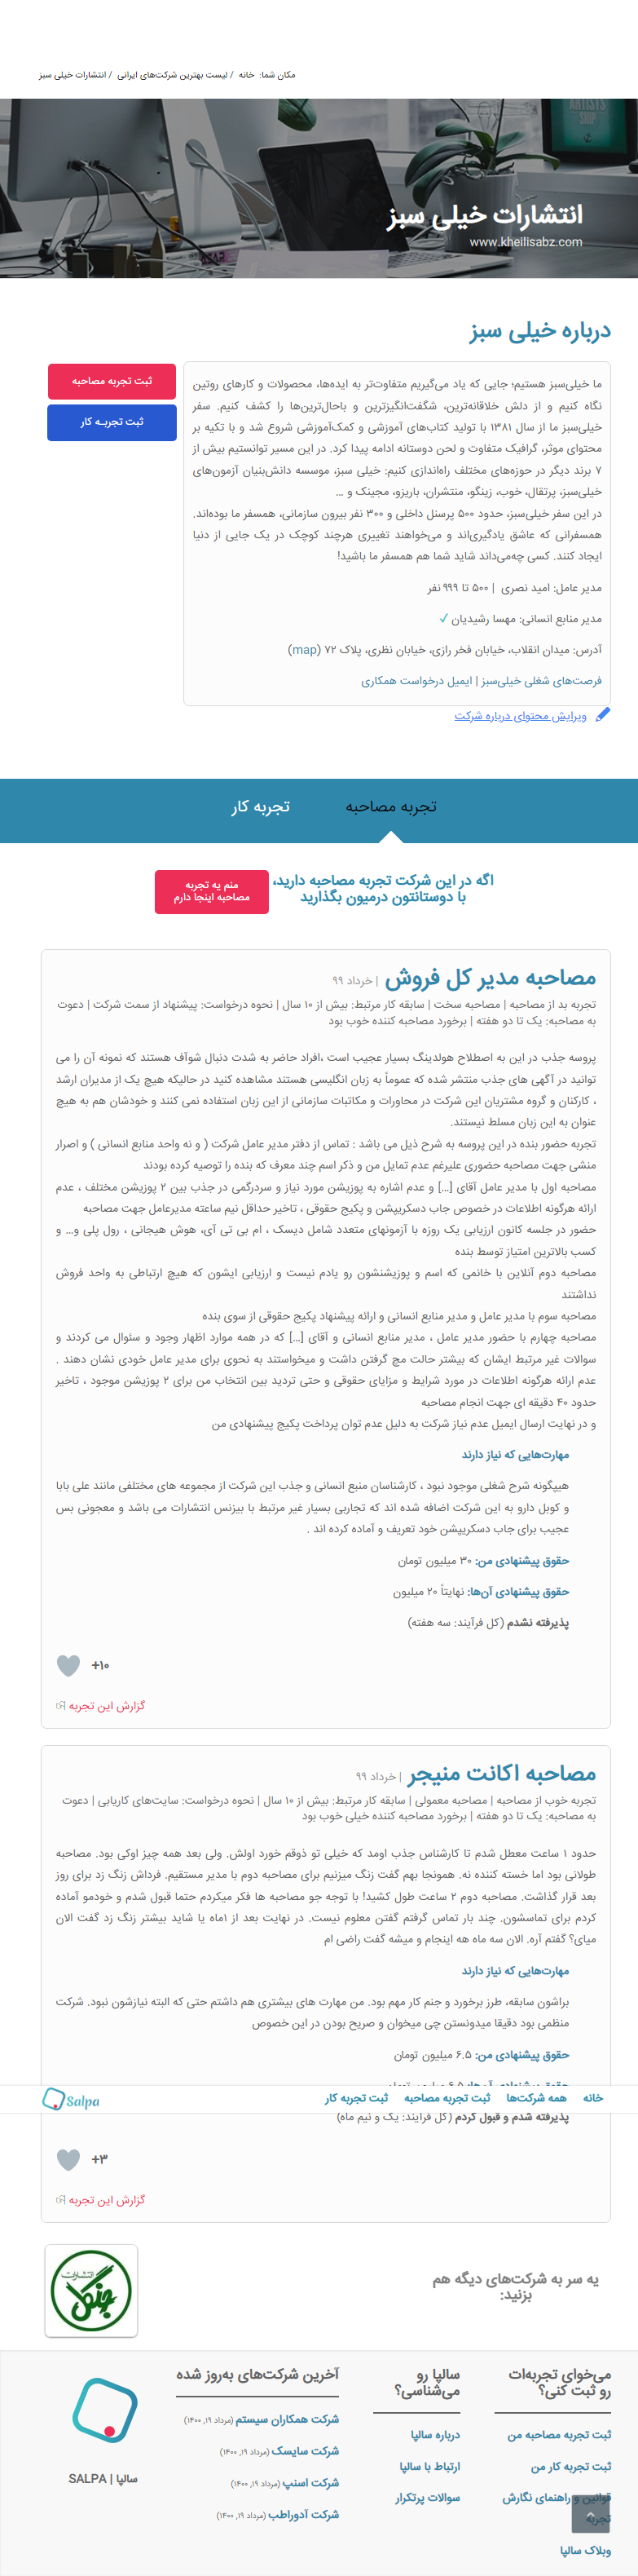 مکان شما: خانه / لیست بهترین شرکت‌های ایرانی / انتشارات خیلی سبز
انتشارات خیلی سبز
www.kheilisabz.com
درباره خیلی سبز
ثبت تجربه مصاحبه
ثبت تجربـه کار
ما خیلی‌سبز هستیم؛ جایی که یاد می‌گیریم متفاوت‌تر به ایده‌ها، محصولات و کارهای روتین
نگاه کنیم و از دلش خلاقانه‌ترین، شگفت‌انگیزترین و باحال‌ترین‌ها را کشف کنیم. سفر
خیلی‌سبز ما از سال ۱۳۸۱ با تولید کتاب‌های آموزشی و کمک‌آموزشی شروع شد و با تکیه بر
محتوای موثر، گرافیک متفاوت و لحن دوستانه ادامه پیدا کرد. در این مسیر توانستیم بیش از
۷ برند دیگر در حوزه‌های مختلف راه‌اندازی کنیم: خیلی سبز، موسسه دانش‌بنیان آزمون‌های
خیلی‌سبز، پرتقال، خوب، زینگو، منتشران، باریزو، مجینک و …
در این سفر خیلی‌سبز، حدود ۵۰۰ پرسنل داخلی و ۳۰۰ نفر بیرون سازمانی، همسفر ما بوده‌اند.
همسفرانی که عاشق یادگیری‌اند و می‌خواهند تغییری هرچند کوچک در یک جایی از دنیا
ایجاد کنند. کسی چه‌می‌داند شاید شما هم همسفر ما باشید!
مدیر عامل: امید نصری | ۵۰۰ تا ۹۹۹ نفر
مدیر منابع انسانی: مهسا رشیدیان ✓
آدرس: میدان انقلاب، خیابان فخر رازی، خیابان نظری، پلاک ۷۲ (map)
فرصت‌های شغلی خیلی‌سبز | ایمیل درخواست همکاری
ویرایش محتوای درباره شرکت
تجربه مصاحبه
تجربه کار
اگه در این شرکت تجربه مصاحبه دارید،
با دوستانتون درمیون بگذارید
منم یه تجربه
مصاحبه اینجا دارم
مصاحبه مدیر کل فروش | خرداد ۹۹
تجربه بد از مصاحبه | مصاحبه سخت | سابقه کار مرتبط: بیش از ۱۰ سال | نحوه درخواست: پیشنهاد از سمت شرکت | دعوت
به مصاحبه: یک تا دو هفته | برخورد مصاحبه کننده خوب بود
پروسه جذب در این به اصطلاح هولدینگ بسیار عجیب است ،افراد حاضر به شدت دنبال شوآف هستند که نمونه آن را می
توانید در آگهی های جذب منتشر شده که عموماً به زبان انگلیسی هستند مشاهده کنید در حالیکه هیچ یک از مدیران ارشد
، کارکنان و گروه مشتریان این شرکت در محاورات و مکاتبات سازمانی از این زبان استفاده نمی کنند و خودشان هم به هیچ
عنوان به این زبان مسلط نیستند.
تجربه حضور بنده در این پروسه به شرح ذیل می باشد : تماس از دفتر مدیر عامل شرکت ( و نه واحد منابع انسانی ) و اصرار
منشی جهت مصاحبه حضوری علیرغم عدم تمایل من و ذکر اسم چند معرف که بنده را توصیه کرده بودند
مصاحبه اول با مدیر عامل آقای […] و عدم اشاره به پوزیشن مورد نیاز و سردرگمی در جذب بین ۲ پوزیشن مختلف ، عدم
ارائه هرگونه اطلاعات در خصوص جاب دسکریپشن و پکیج حقوقی ، تاخیر حداقل نیم ساعته مدیرعامل جهت مصاحبه
حضور در جلسه کانون ارزیابی یک روزه با آزمونهای متعدد شامل دیسک ، ام بی تی آی، هوش هیجانی ، رول پلی و… و
کسب بالاترین امتیاز توسط بنده
مصاحبه دوم آنلاین با خانمی که اسم و پوزیشنشون رو یادم نیست و ارزیابی ایشون که هیچ ارتباطی به واحد فروش
نداشتند
مصاحبه سوم با مدیر عامل و مدیر منابع انسانی و ارائه پیشنهاد پکیج حقوقی از سوی بنده
مصاحبه چهارم با حضور مدیر عامل ، مدیر منابع انسانی و آقای […] که در همه موارد اظهار وجود و سئوال می کردند و
سوالات غیر مرتبط ایشان که بیشتر حالت مچ گرفتن داشت و میخواستند به نحوی برای مدیر عامل خودی نشان دهند .
عدم ارائه هرگونه اطلاعات در مورد شرایط و مزایای حقوقی و حتی تردید بین انتخاب من برای ۲ پوزیشن موجود ، تاخیر
حدود ۴۰ دقیقه ای جهت انجام مصاحبه
و در نهایت ارسال ایمیل عدم نیاز شرکت به دلیل عدم توان پرداخت پکیج پیشنهادی من
مهارت‌هایی که نیاز دارند
هیپگونه شرح شغلی موجود نبود ، کارشناسان منبع انسانی و جذب این شرکت از مجموعه های مختلفی مانند علی بابا
و کوبل دارو به این شرکت اضافه شده اند که تجاربی بسیار غیر مرتبط با بیزنس انتشارات می باشد و معجونی بس
عجیب برای جاب دسکریپشن خود تعریف و آماده کرده اند .
حقوق پیشنهادی من: ۳۰ میلیون تومان
حقوق پیشنهادی آن‌ها: نهایتاً ۲۰ میلیون
پذیرفته نشدم (کل فرآیند: سه هفته)
+۱۰
گزارش این تجربه
مصاحبه اکانت منیجر | خرداد ۹۹
تجربه خوب از مصاحبه | مصاحبه معمولی | سابقه کار مرتبط: بیش از ۱۰ سال | نحوه درخواست: سایت‌های کاریابی | دعوت
به مصاحبه: یک تا دو هفته | برخورد مصاحبه کننده خیلی خوب بود
حدود ۱ ساعت معطل شدم تا کارشناس جذب اومد که خیلی تو ذوقم خورد اولش. ولی بعد همه چیز اوکی بود. مصاحبه
طولانی بود اما خسته کننده نه. همونجا بهم گفت زنگ میزنیم برای مصاحبه دوم با مدیر مستقیم. فرداش زنگ زد برای روز
بعد قرار گذاشت. مصاحبه دوم ۲ ساعت طول کشید! با توجه جو مصاحبه ها فکر میکردم حتما قبول شدم و خودمو آماده
کردم برای تماسشون. چند بار تماس گرفتم گفتن معلوم نیست. در نهایت بعد از ۱ماه یا شاید بیشتر زنگ زد گفت الان
میای؟ گفتم آره. الان سه ماه هه اینجام و میشه گفت راضی ام
مهارت‌هایی که نیاز دارند
براشون سابقه، طرز برخورد و جنم کار مهم بود. من مهارت های بیشتری هم داشتم حتی که البته نیازشون نبود. شرکت
منظمی بود دقیقا میدونستن چی میخوان و صریح بودن در این خصوص
حقوق پیشنهادی من: ۶.۵ میلیون تومان
خانه
همه شرکت‌ها
ثبت تجربه مصاحبه
ثبت تجربه کار
Salpa
پذیرفته شدم و قبول کردم (کل فرآیند: یک و نیم ماه)
+۳
گزارش این تجربه
یه سر به شرکت‌های دیگه هم
بزنید:
انتشارات
جنگل
می‌خوای تجربه‌ات
رو ثبت کنی؟
ثبت تجربه مصاحبه من
ثبت تجربه کار من
قوانین و راهنمای نگارش
تجربه
وبلاک سالپا
سالپا رو
می‌شناسی؟
درباره سالپا
ارتباط با سالپا
سوالات پرتکرار
آخرین شرکت‌های به‌روز شده
شرکت همکاران سیستم (مرداد ۱۹, ۱۴۰۰)
شرکت سایسک (مرداد ۱۹, ۱۴۰۰)
شرکت اسنپ (مرداد ۱۹, ۱۴۰۰)
شرکت آدوراطب (مرداد ۱۹, ۱۴۰۰)
سالپا | SALPA